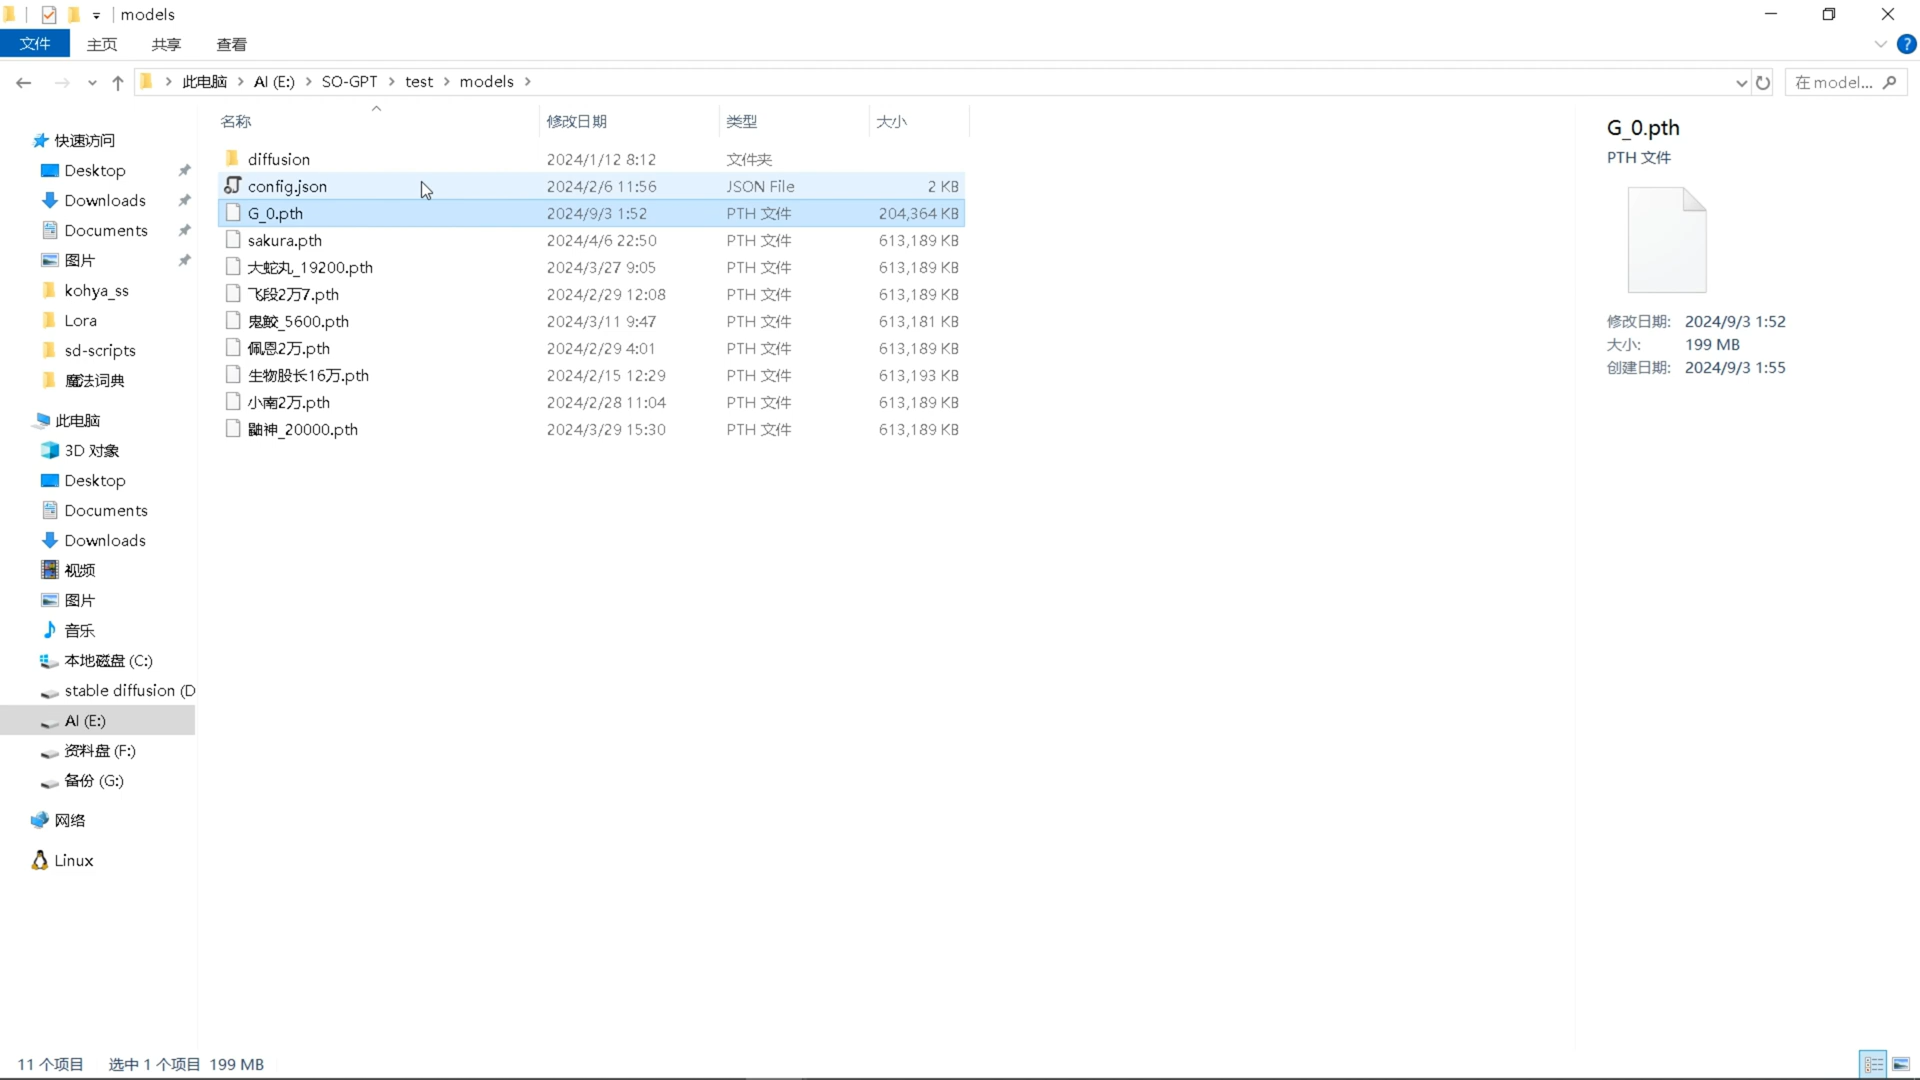 models
文件 主页 共享 查看
此电脑 AI (E:) SO-GPT test models
在 model...
名称 修改日期 类型 大小
diffusion 2024/1/12 8:12 文件夹
config.json 2024/2/6 11:56 JSON File 2 KB
G_0.pth 2024/9/3 1:52 PTH 文件 204,364 KB
sakura.pth 2024/4/6 22:50 PTH 文件 613,189 KB
大蛇丸_19200.pth 2024/3/27 9:05 PTH 文件 613,189 KB
飞段2万7.pth 2024/2/29 12:08 PTH 文件 613,189 KB
鬼鲛_5600.pth 2024/3/11 9:47 PTH 文件 613,181 KB
佩恩2万.pth 2024/2/29 4:01 PTH 文件 613,189 KB
生物股长16万.pth 2024/2/15 12:29 PTH 文件 613,193 KB
小南2万.pth 2024/2/28 11:04 PTH 文件 613,189 KB
鼬神_20000.pth 2024/3/29 15:30 PTH 文件 613,189 KB
快速访问
Desktop
Downloads
Documents
图片
kohya_ss
Lora
sd-scripts
魔法词典
此电脑
3D 对象
Desktop
Documents
Downloads
视频
图片
音乐
本地磁盘 (C:)
stable diffusion (D
AI (E:)
资料盘 (F:)
备份 (G:)
网络
Linux
G_0.pth
PTH 文件
修改日期: 2024/9/3 1:52
大小: 199 MB
创建日期: 2024/9/3 1:55
11 个项目 选中 1 个项目 199 MB